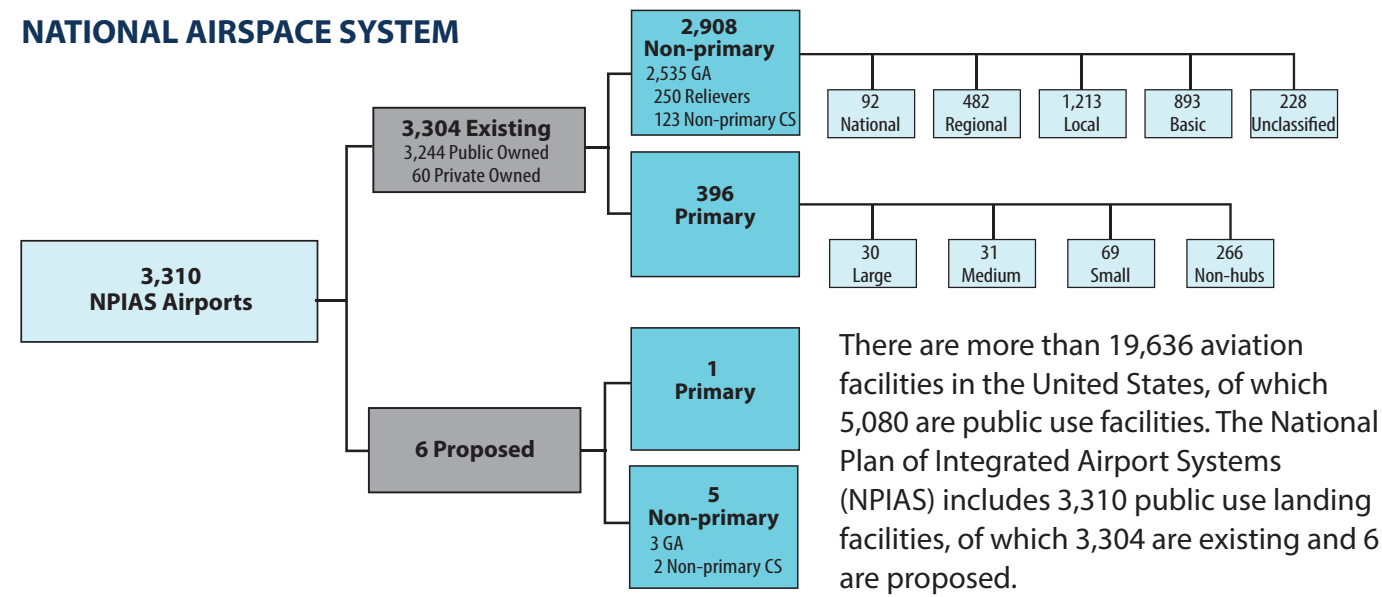 NATIONAL AIRSPACE SYSTEM
2,908
Non-primary
2,535 GA
250 Relievers
123 Non-primary CS
92
National
482
Regional
1,213
Local
893
Basic
228
Unclassified
3,304 Existing
3,244 Public Owned
60 Private Owned
396
Primary
30
Large
31
Medium
69
Small
266
Non-hubs
3,310
NPIAS Airports
1
Primary
6 Proposed
5
Non-primary
3 GA
2 Non-primary CS
There are more than 19,636 aviation
facilities in the United States, of which
5,080 are public use facilities. The National
Plan of Integrated Airport Systems
(NPIAS) includes 3,310 public use landing
facilities, of which 3,304 are existing and 6
are proposed.